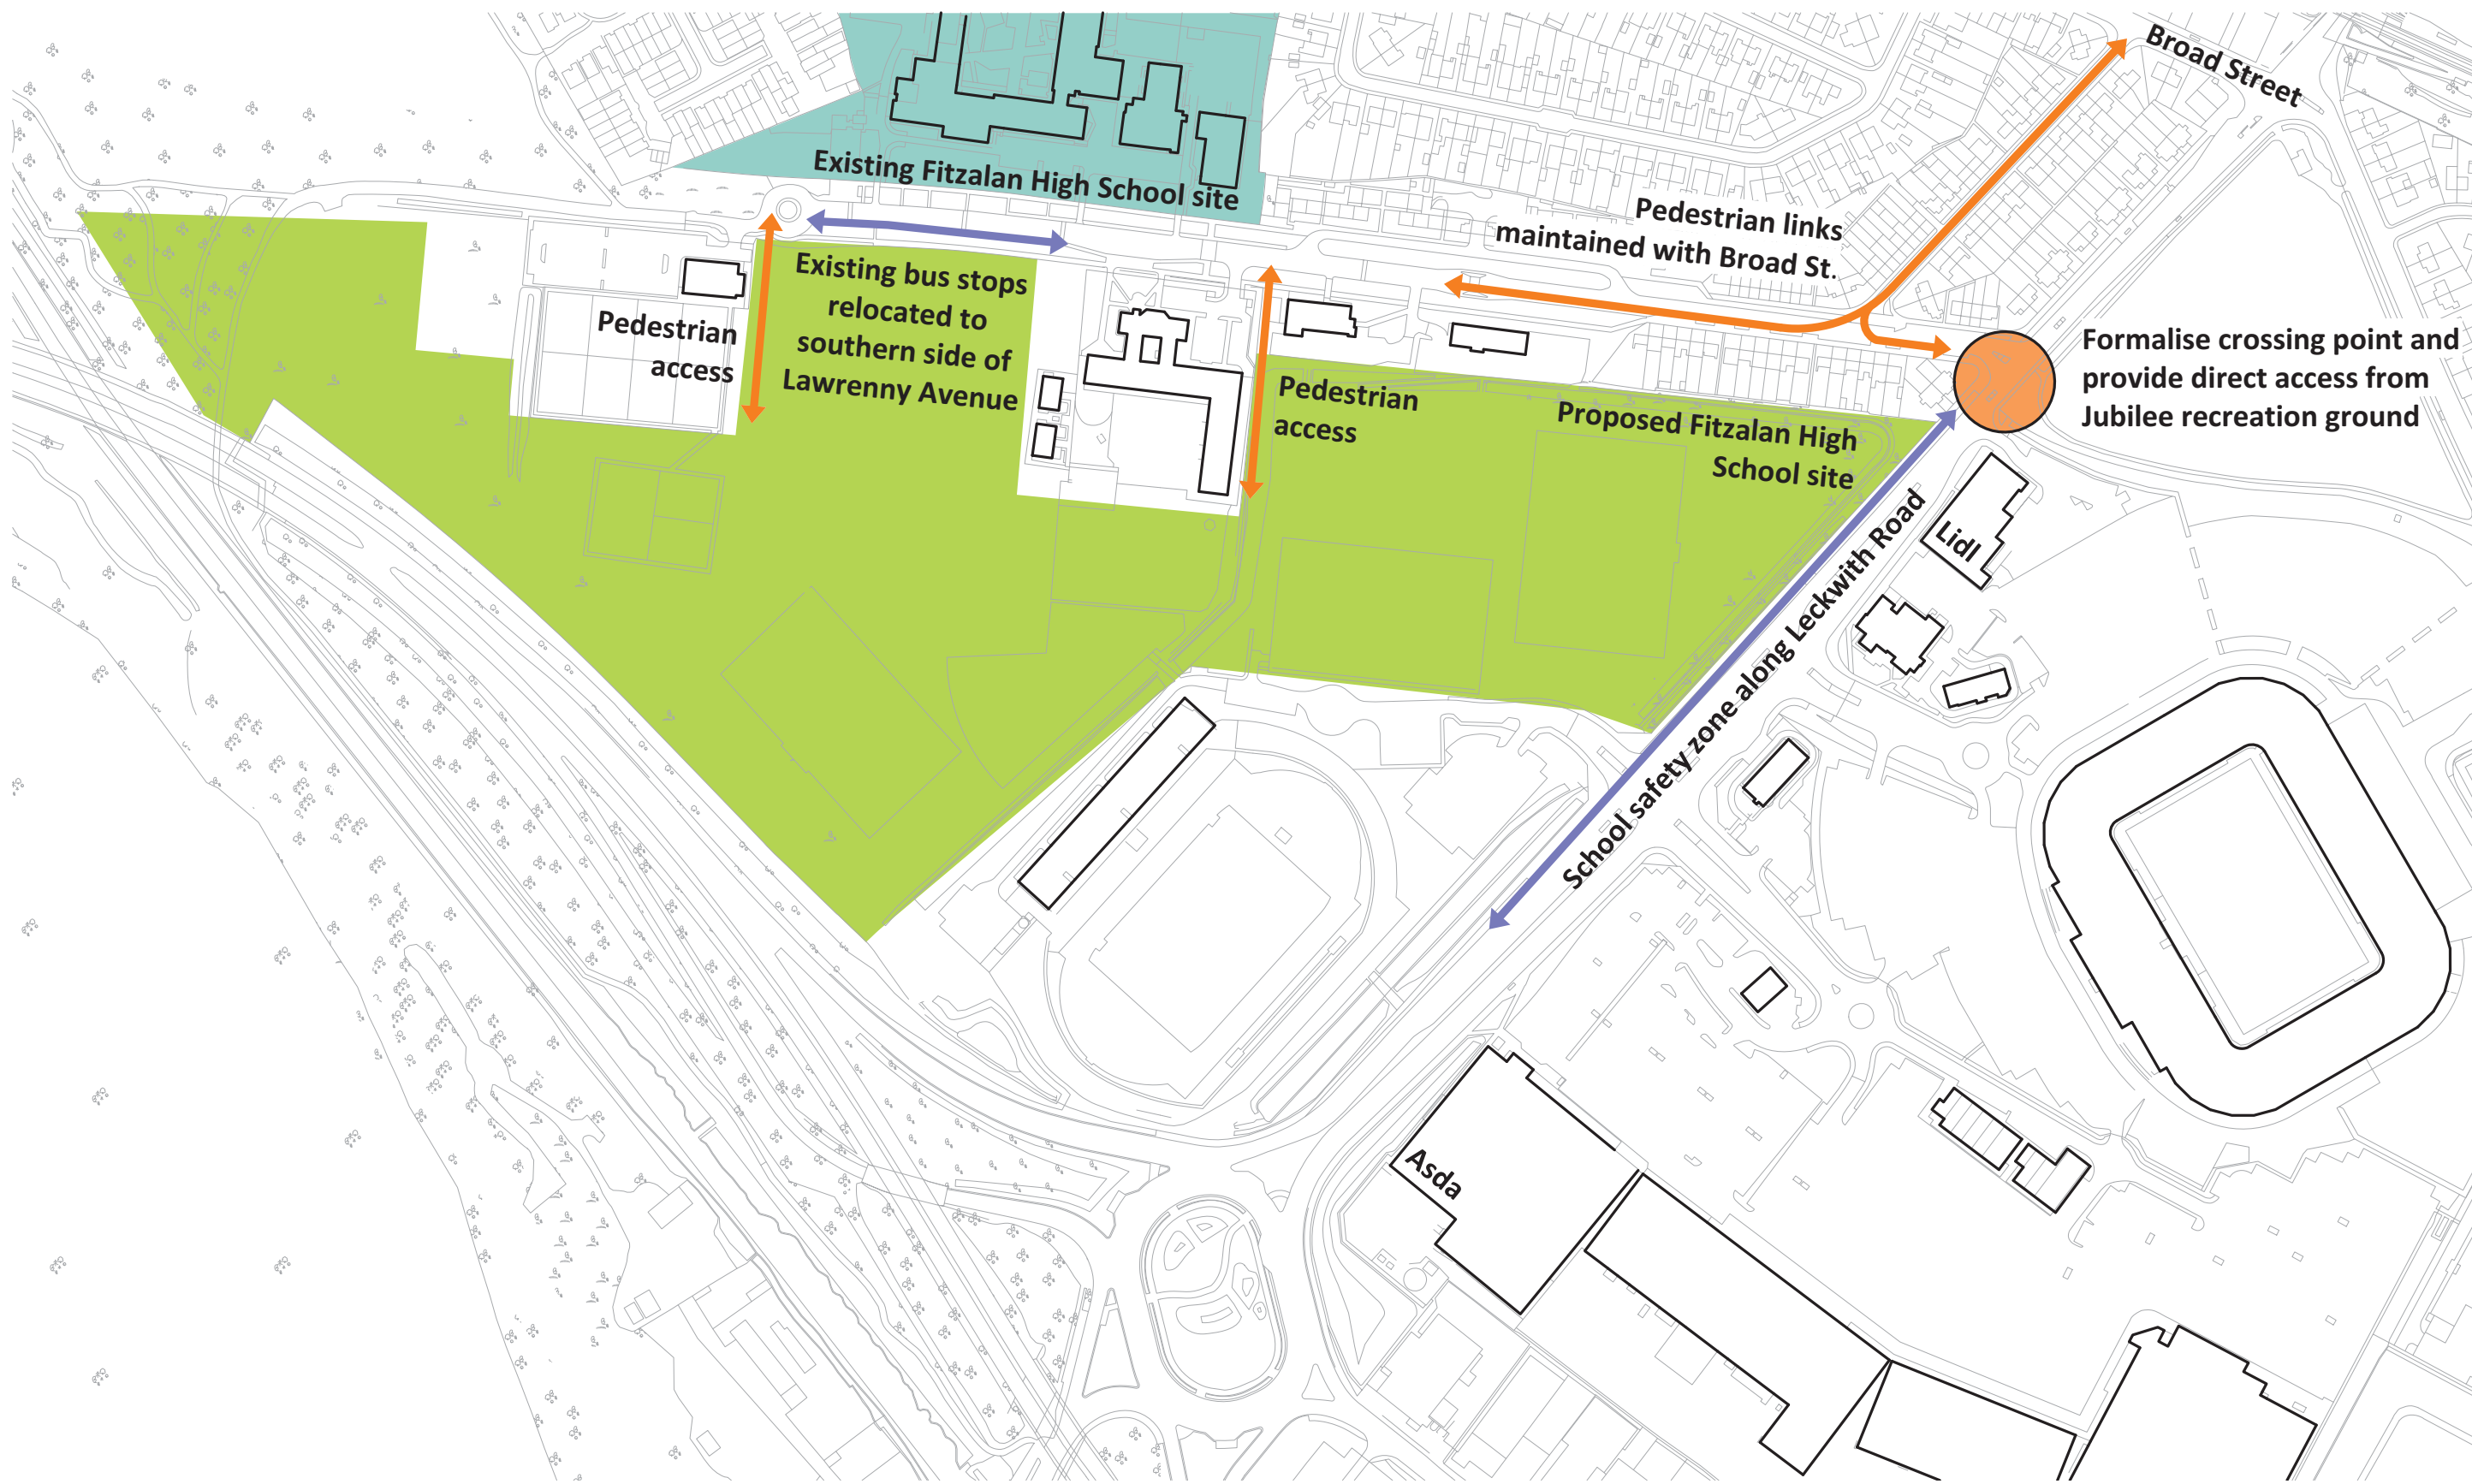 Broad Street
Existing Fitzalan High School site
Pedestrian links
maintained with Broad St.
Existing bus stops
relocated to
southern side of
Lawrenny Avenue
Pedestrian
access
Formalise crossing point and
provide direct access from
Jubilee recreation ground
Pedestrian
access
Proposed Fitzalan High
School site
Lidl
School safety zone along Leckwith Road
Asda